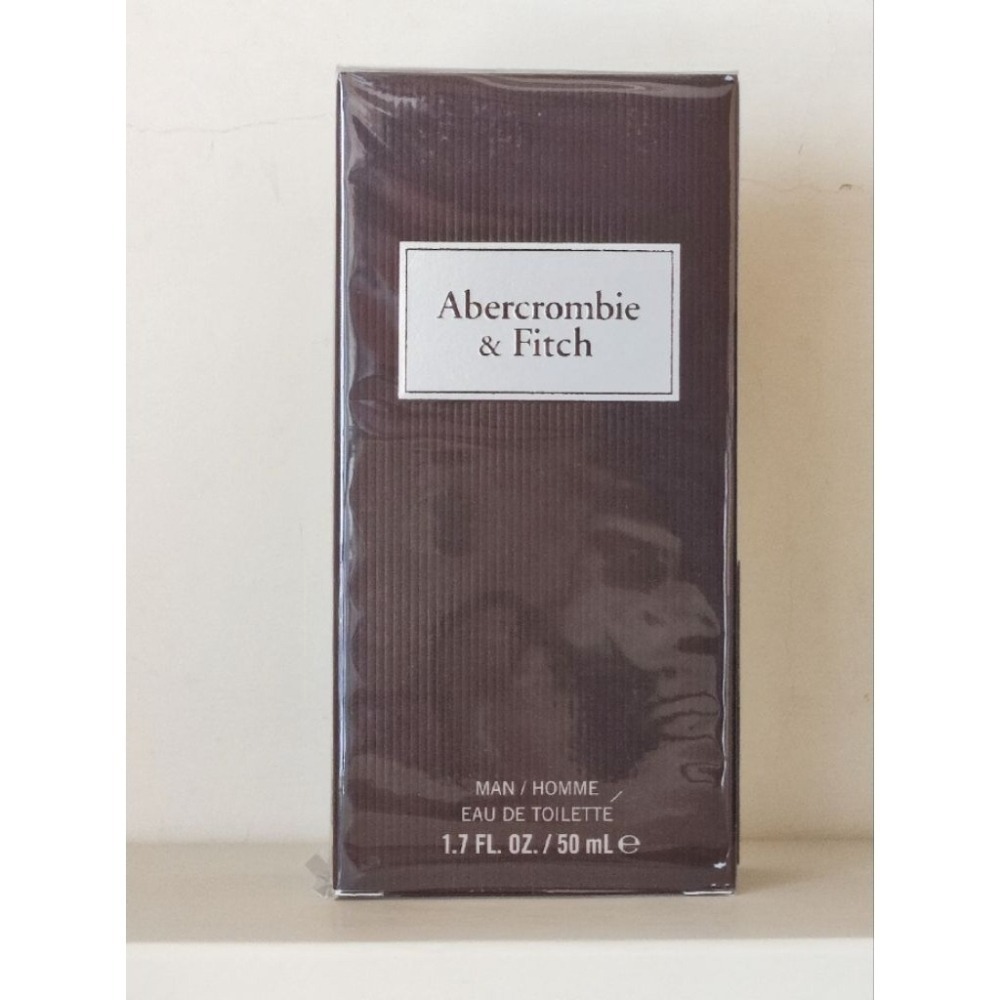 Abercrombie
& Fitch
MAN / HOMME
EAU DE TOILETTE
1.7 FL. OZ. / 50 mL ℮